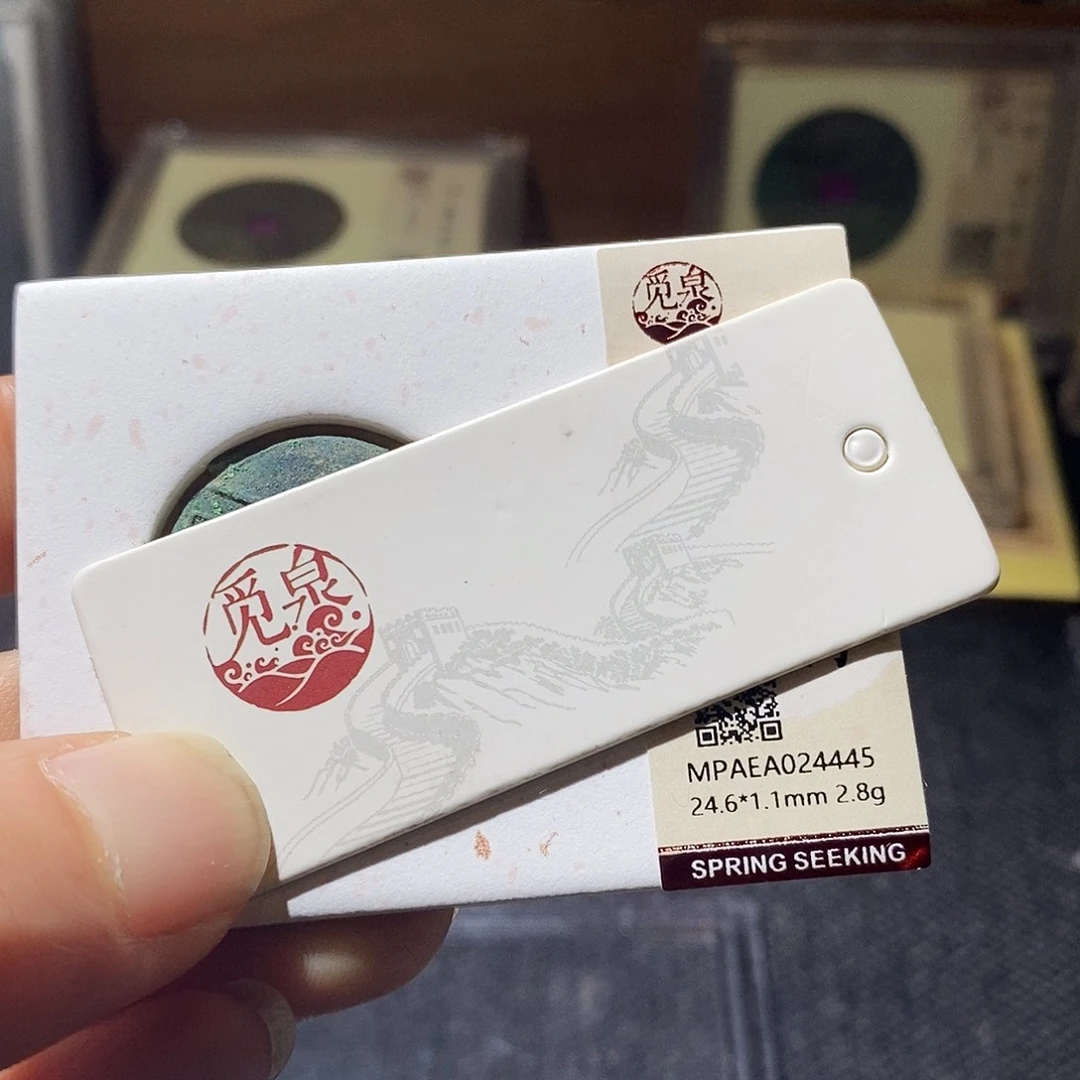 觅泉
觅泉
MPAEA024445
24.6*1.1mm 2.8g
SPRING SEEKING